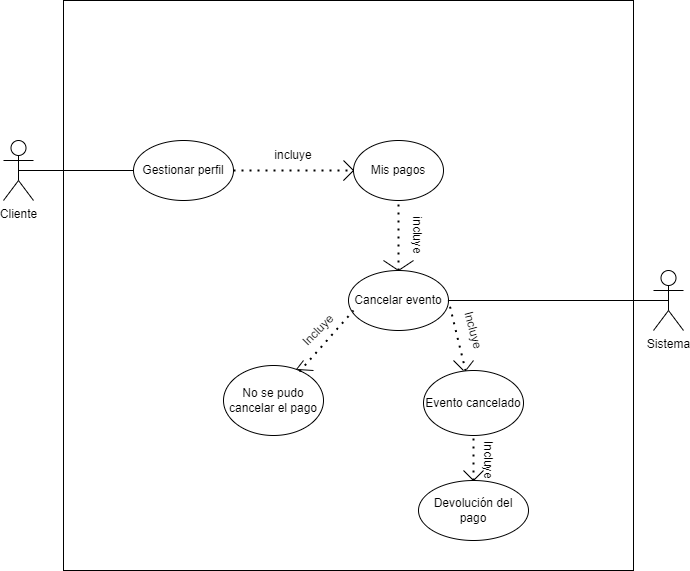 incluye
Gestionar perfil
Mis pagos
Cliente
incluye
Cancelar evento
Incluye
Incluye
Sistema
No se pudo
cancelar el pago
Evento cancelado
Incluye
Devolución del
pago